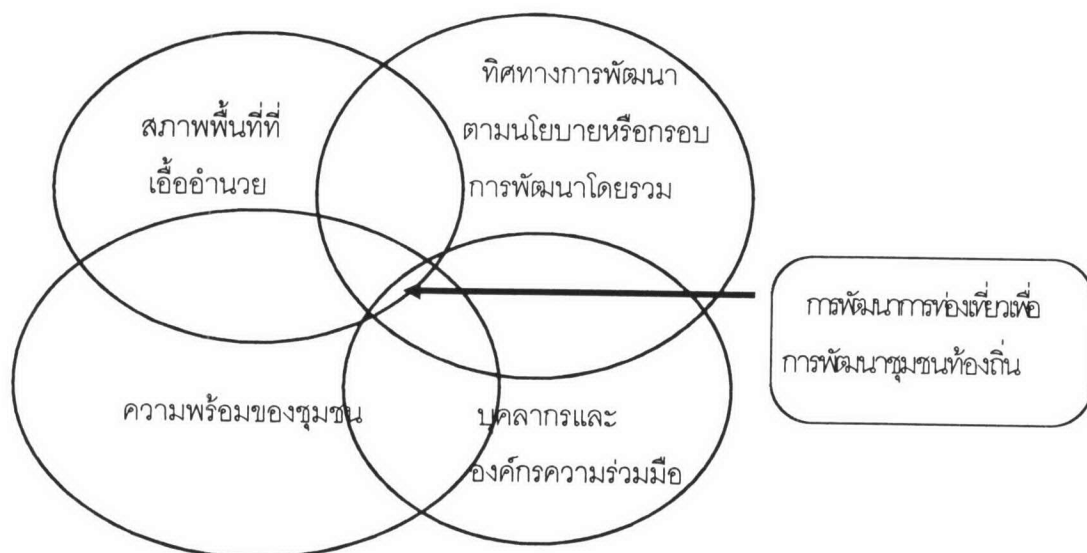 สภาพพื้นที่ที่
เอื้ออำนวย
ทิศทางการพัฒนา
ตามนโยบายหรือกรอบ
การพัฒนาโดยรวม
การพัฒนาการท่องเที่ยวเพื่อ
การพัฒนาชุมชนท้องถิ่น
ความพร้อมของชุมชน
บุคลากรและ
องค์กรความร่วมมือ